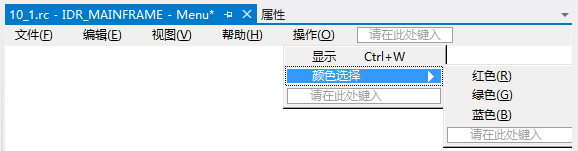 10_1.rc - IDR_MAINFRAME - Menu* 属性
文件(F) 编辑(E) 视图(V) 帮助(H) 操作(O) 请在此处键入
显示 Ctrl+W
颜色选择
红色(R)
绿色(G)
请在此处键入
蓝色(B)
请在此处键入